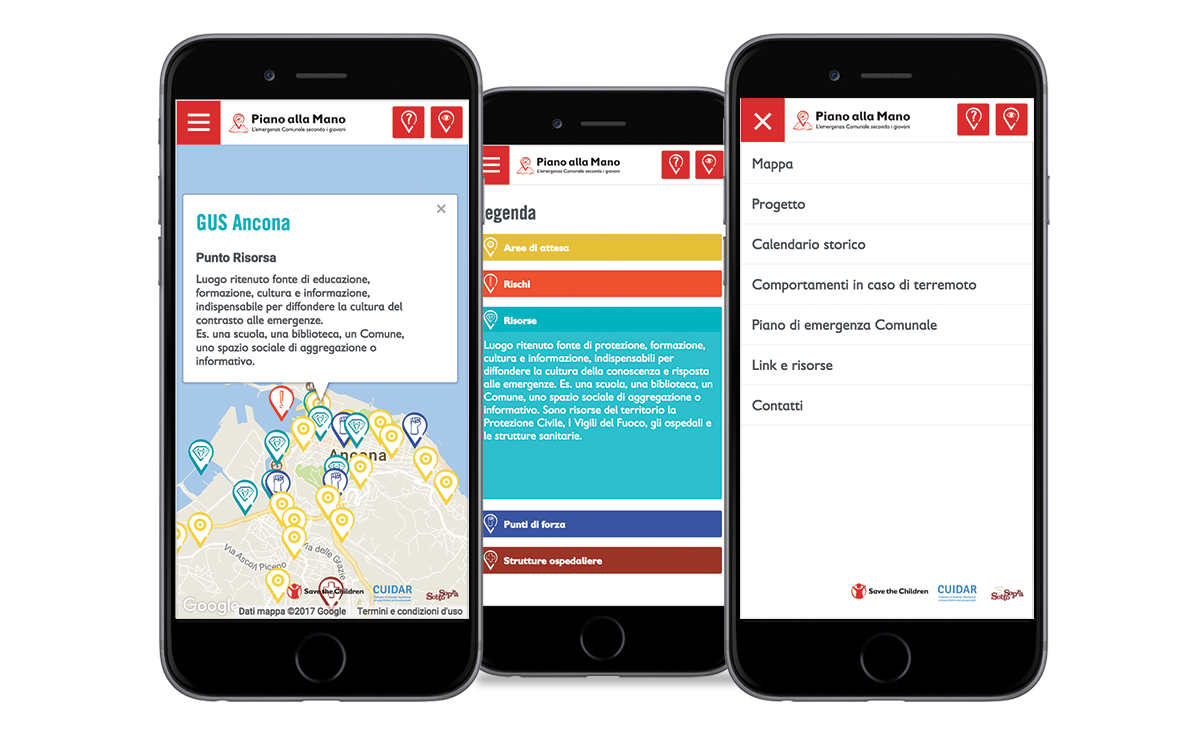 Piano alla Mano
L'emergenza Comunale secondo i giovani
GUS Ancona
×
Punto Risorsa
Luogo ritenuto fonte di educazione,
formazione, cultura e informazione,
indispensabile per diffondere la cultura del
contrasto alle emergenze.
Es. una scuola, una biblioteca, un Comune,
uno spazio sociale di aggregazione o
informativo.
Ancona
Via Ascoli Piceno
Via delle Grazie
Save the Children
CUIDAR
SottoSopra
Google
Dati mappa ©2017 Google
Termini e condizioni d'uso
Piano alla Mano
L'emergenza Comunale secondo i giovani
egenda
Aree di attesa
Rischi
Risorse
Luogo ritenuto fonte di protezione, formazione,
cultura e informazione, indispensabili per
diffondere la cultura della conoscenza e risposta
alle emergenze. Es. una scuola, una biblioteca, un
Comune, uno spazio sociale di aggregazione o
informativo. Sono risorse del territorio la
Protezione Civile, I Vigili del Fuoco, gli ospedali e
le strutture sanitarie.
Punti di forza
Strutture ospedaliere
Piano alla Mano
L'emergenza Comunale secondo i giovani
Mappa
Progetto
Calendario storico
Comportamenti in caso di terremoto
Piano di emergenza Comunale
Link e risorse
Contatti
Save the Children
CUIDAR
SottoSopra